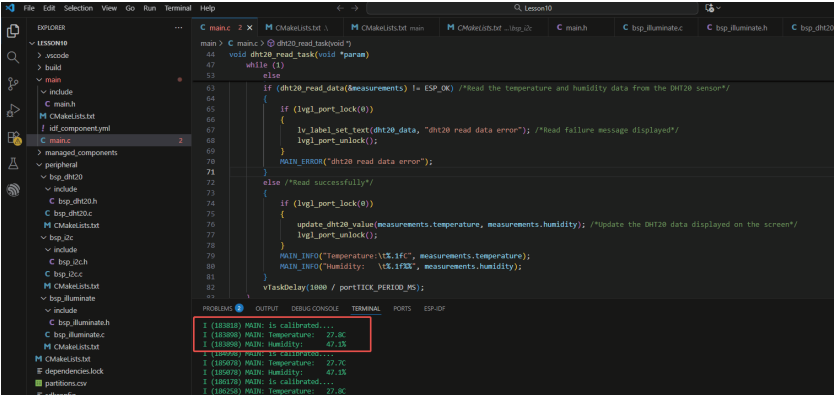 File Edit Selection View Go Run Terminal Help
Lesson10
EXPLORER
LESSON10
.vscode
build
main
include
C main.h
M CMakeLists.txt
! idf_component.yml
C main.c 2
managed_components
peripheral
bsp_dht20
include
C bsp_dht20.h
C bsp_dht20.c
M CMakeLists.txt
bsp_i2c
include
C bsp_i2c.h
C bsp_i2c.c
M CMakeLists.txt
bsp_illuminate
include
C bsp_illuminate.h
C bsp_illuminate.c
M CMakeLists.txt
M CMakeLists.txt
dependencies.lock
partitions.csv
C main.c 2 X M CMakeLists.txt .\ M CMakeLists.txt main M CMakeLists.txt ...\bsp_i2c C main.h C bsp_illuminate.c C bsp_illuminate.h C bsp_dht20
main > C main.c > dht20_read_task(void *)
44 void dht20_read_task(void *param)
47 while (1)
53 else
63 if (dht20_read_data(&measurements) != ESP_OK) /*Read the temperature and humidity data from the DHT20 sensor*/
64 {
65 if (lvgl_port_lock(0))
66 {
67 lv_label_set_text(dht20_data, "dht20 read data error"); /*Read failure message displayed*/
68 lvgl_port_unlock();
69 }
70 MAIN_ERROR("dht20 read data error");
71 }
72 else /*Read successfully*/
73 {
74 if (lvgl_port_lock(0))
75 {
76 update_dht20_value(measurements.temperature, measurements.humidity); /*Update the DHT20 data displayed on the screen*/
77 lvgl_port_unlock();
78 }
79 MAIN_INFO("Temperature:\t%.1fC", measurements.temperature);
80 MAIN_INFO("Humidity: \t%.1f%%", measurements.humidity);
81 }
82 vTaskDelay(1000 / portTICK_PERIOD_MS);
PROBLEMS 2 OUTPUT DEBUG CONSOLE TERMINAL PORTS ESP-IDF
I (183818) MAIN: is calibrated....
I (183898) MAIN: Temperature: 27.8C
I (183898) MAIN: Humidity: 47.1%
I (184998) MAIN: is calibrated....
I (185078) MAIN: Temperature: 27.7C
I (185078) MAIN: Humidity: 47.1%
I (186178) MAIN: is calibrated....
I (186258) MAIN: Temperature: 27.8C